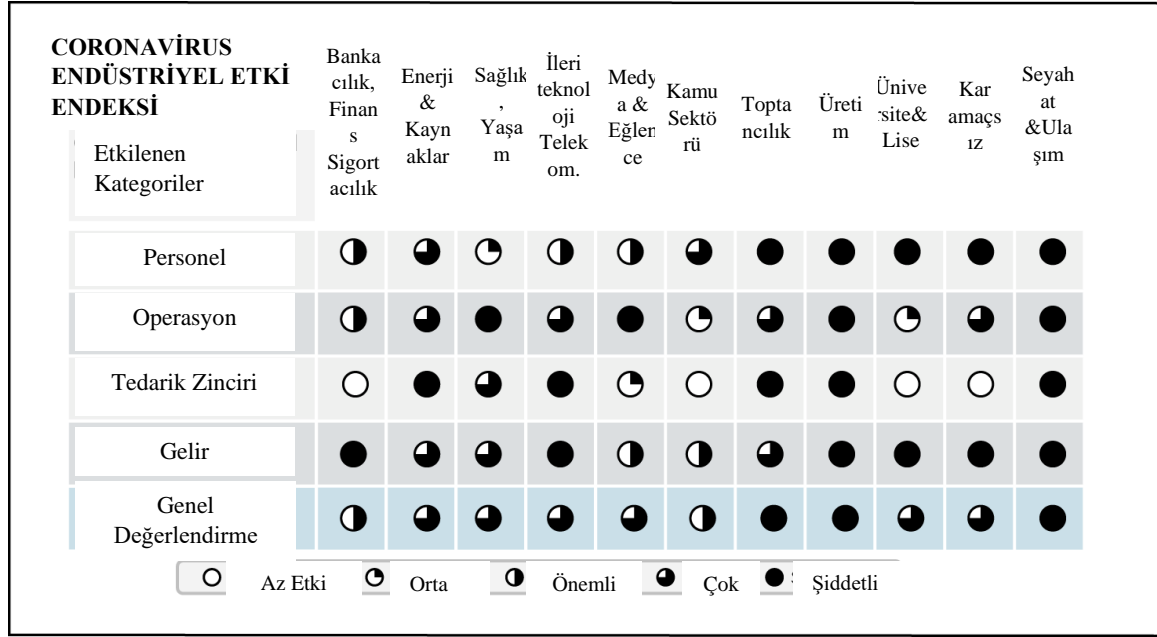 CORONAVİRUS
ENDÜSTRİYEL ETKİ
ENDEKSİ
Etkilenen
Kategoriler
Banka
cılık,
Finan
s
Sigort
acılık
Enerji
&
Kayn
aklar
Sağlık
,
Yaşa
m
İleri
teknol
oji
Telek
om.
Medy
a &
Eğlen
ce
Kamu
Sektö
rü
Topta
ncılık
Üreti
m
Ünive
rsite&
Lise
Kar
amaçs
ız
Seyah
at
&Ula
şım
Personel
Operasyon
Tedarik Zinciri
Gelir
Genel
Değerlendirme
Az Etki Orta Önemli Çok Şiddetli